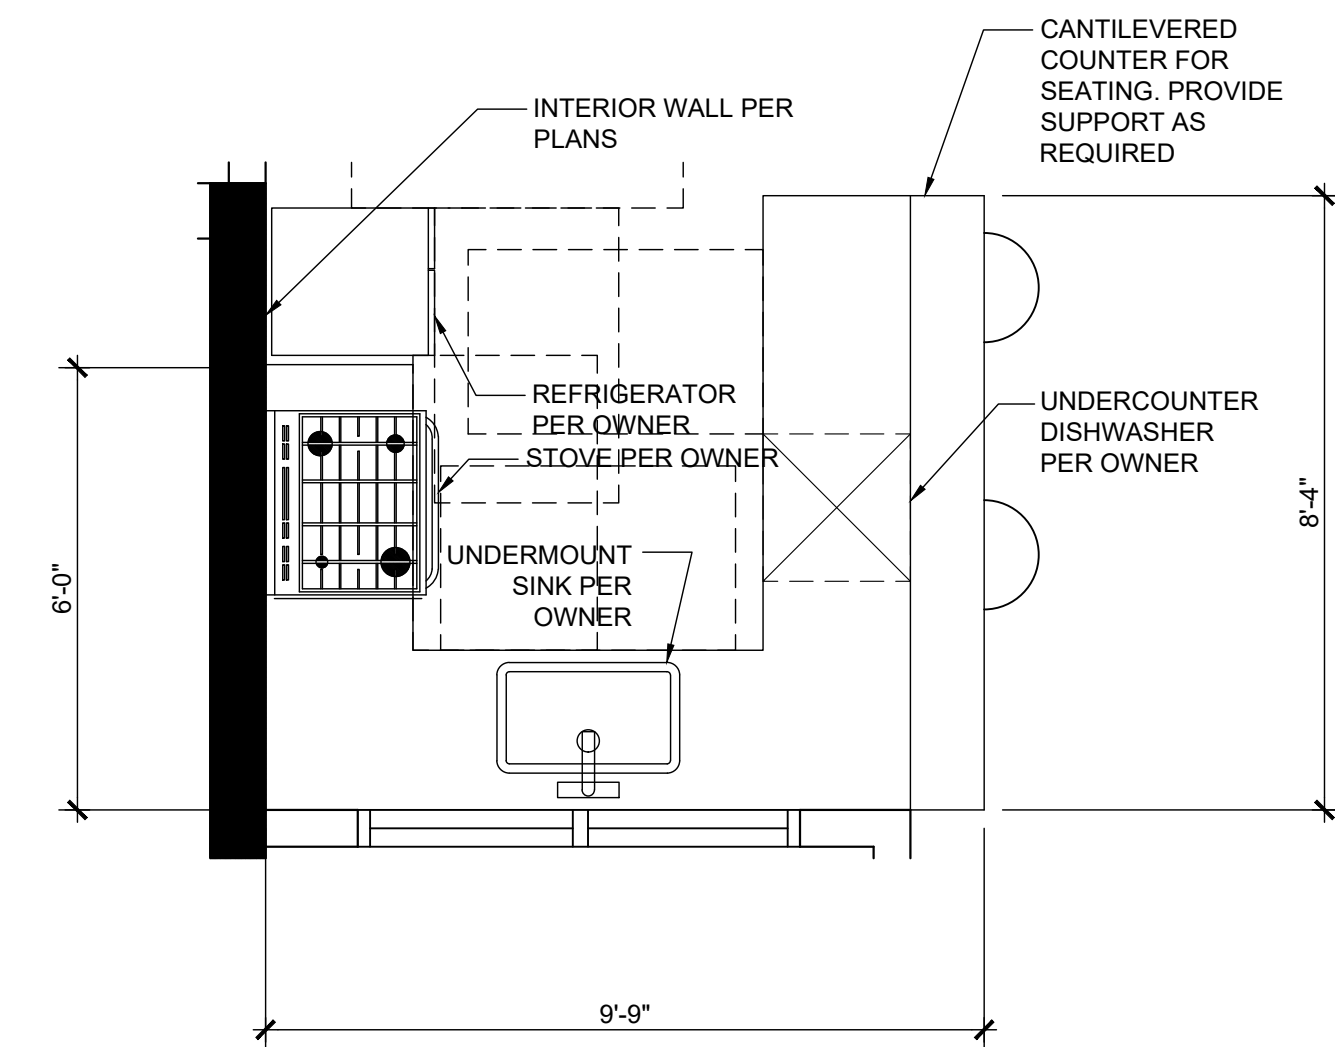 CANTILEVERED
COUNTER FOR
SEATING. PROVIDE
SUPPORT AS
REQUIRED
INTERIOR WALL PER
PLANS
REFRIGERATOR
PER OWNER
STOVE PER OWNER
UNDERCOUNTER
DISHWASHER
PER OWNER
8'-4"
UNDERMOUNT
SINK PER
OWNER
6'-0"
9'-9"